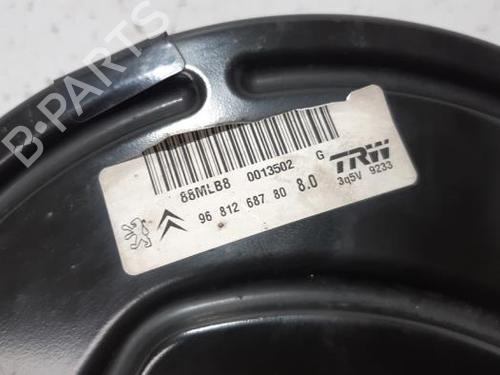 B-PARTS
88MLB8 0013502 G
TRW
3q5V 9233
96 812 687 80 8.0